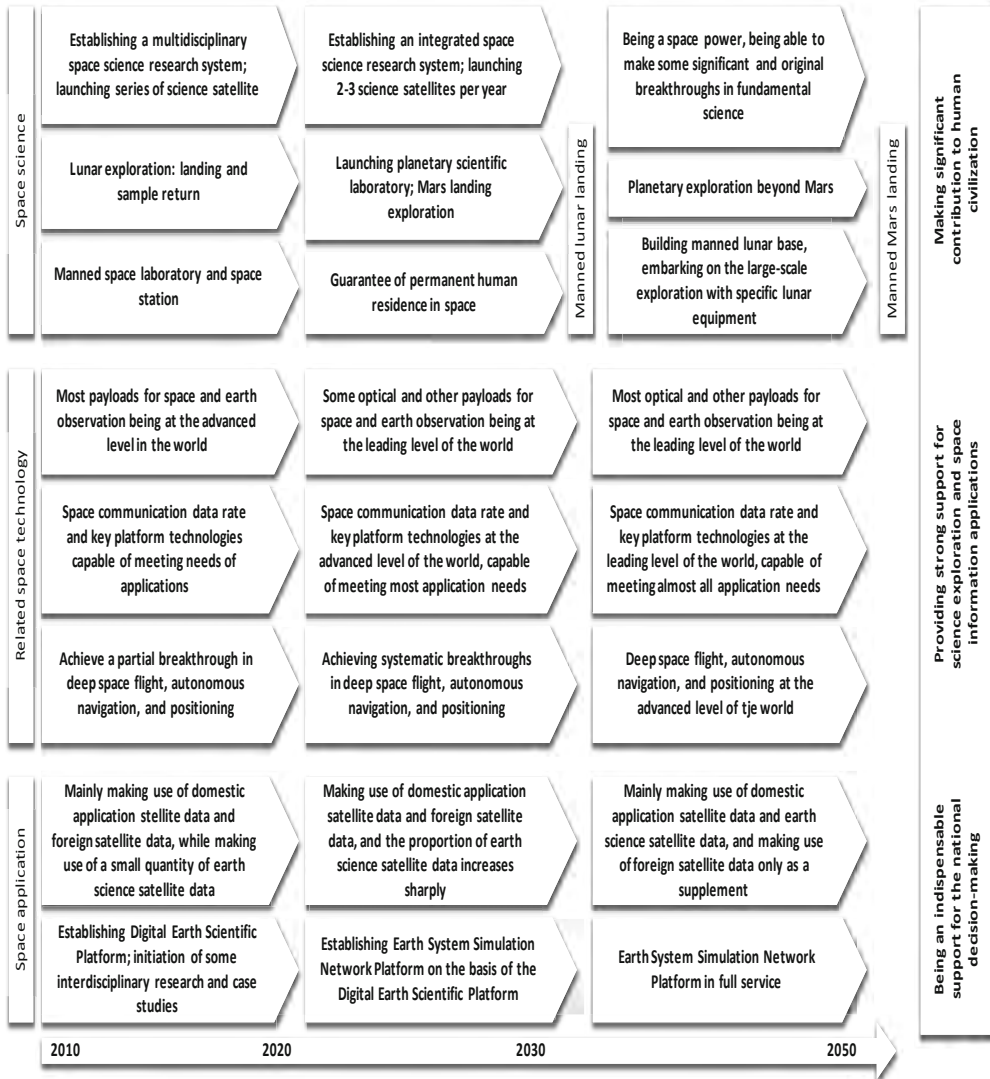 Space science
Establishing a multidisciplinary
space science research system;
launching series of science satellite
Establishing an integrated space
science research system; launching
2-3 science satellites per year
Being a space power, being able to
make some significant and original
breakthroughs in fundamental
science
Lunar exploration: landing and
sample return
Launching planetary scientific
laboratory; Mars landing
exploration
Planetary exploration beyond Mars
Manned space laboratory and space
station
Guarantee of permanent human
residence in space
Building manned lunar base,
embarking on the large-scale
exploration with specific lunar
equipment
Manned lunar landing
Manned Mars landing
Making significant
contribution to human
civilization
Related space technology
Most payloads for space and earth
observation being at the advanced
level in the world
Some optical and other payloads for
space and earth observation being at
the leading level of the world
Most optical and other payloads for
space and earth observation being at
the leading level of the world
Space communication data rate
and key platform technologies
capable of meeting needs of
applications
Space communication data rate and
key platform technologies at the
advanced level of the world, capable
of meeting most application needs
Space communication data rate and
key platform technologies at the
leading level of the world, capable of
meeting almost all application needs
Achieve a partial breakthrough in
deep space flight, autonomous
navigation, and positioning
Achieving systematic breakthroughs
in deep space flight, autonomous
navigation, and positioning
Deep space flight, autonomous
navigation, and positioning at the
advanced level of tje world
Providing strong support for
science exploration and space
information applications
Space application
Mainly making use of domestic
application stellite data and
foreign satellite data, while making
use of a small quantity of earth
science satellite data
Making use of domestic application
satellite data and foreign satellite
data, and the proportion of earth
science satellite data increases
sharply
Mainly making use of domestic
application satellite data and earth
science satellite data, and making use
of foreign satellite data only as a
supplement
Establishing Digital Earth Scientific
Platform; initiation of some
interdisciplinary research and case
studies
Establishing Earth System Simulation
Network Platform on the basis of the
Digital Earth Scientific Platform
Earth System Simulation Network
Platform in full service
Being an indispensable
support for the national
decision-making
2010 2020 2030 2050